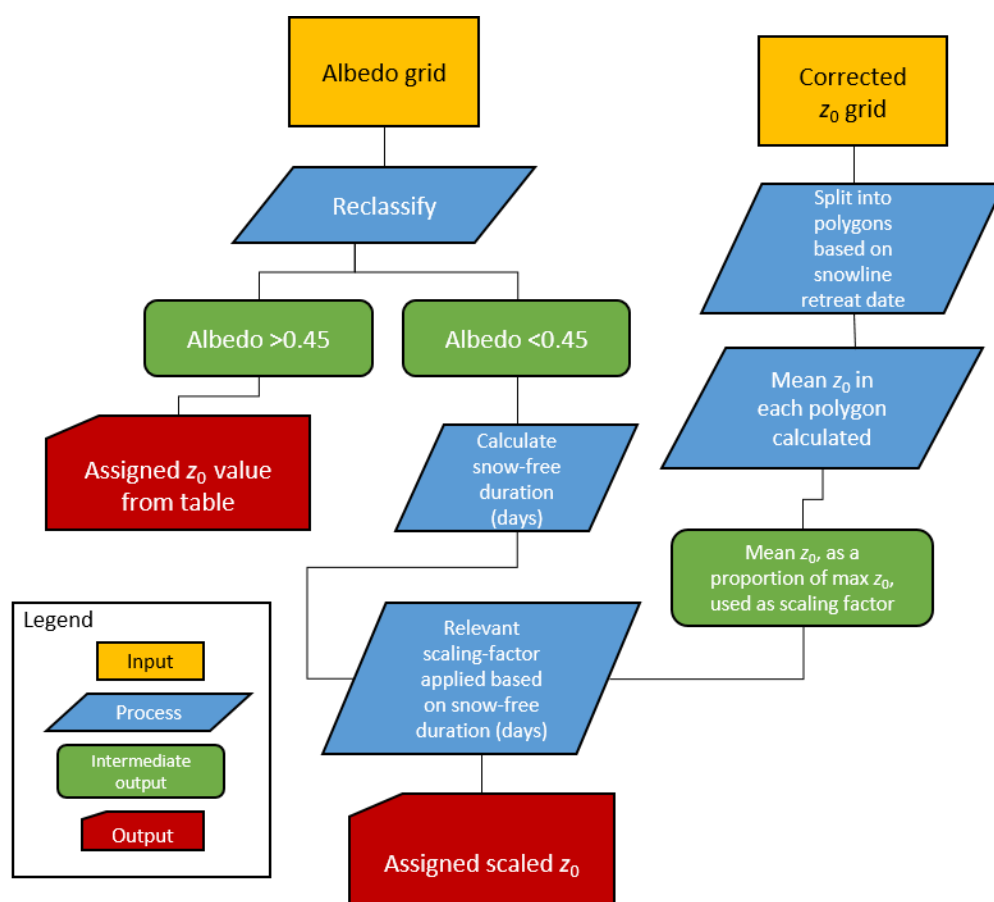 Albedo grid
Corrected
z₀ grid
Reclassify
Split into
polygons
based on
snowline
retreat date
Albedo >0.45
Albedo <0.45
Mean z₀ in
each polygon
calculated
Assigned z₀ value
from table
Calculate
snow-free
duration
(days)
Mean z₀, as a
proportion of max z₀,
used as scaling factor
Relevant
scaling-factor
applied based
on snow-free
duration (days)
Assigned scaled z₀
Legend
Input
Process
Intermediate
output
Output